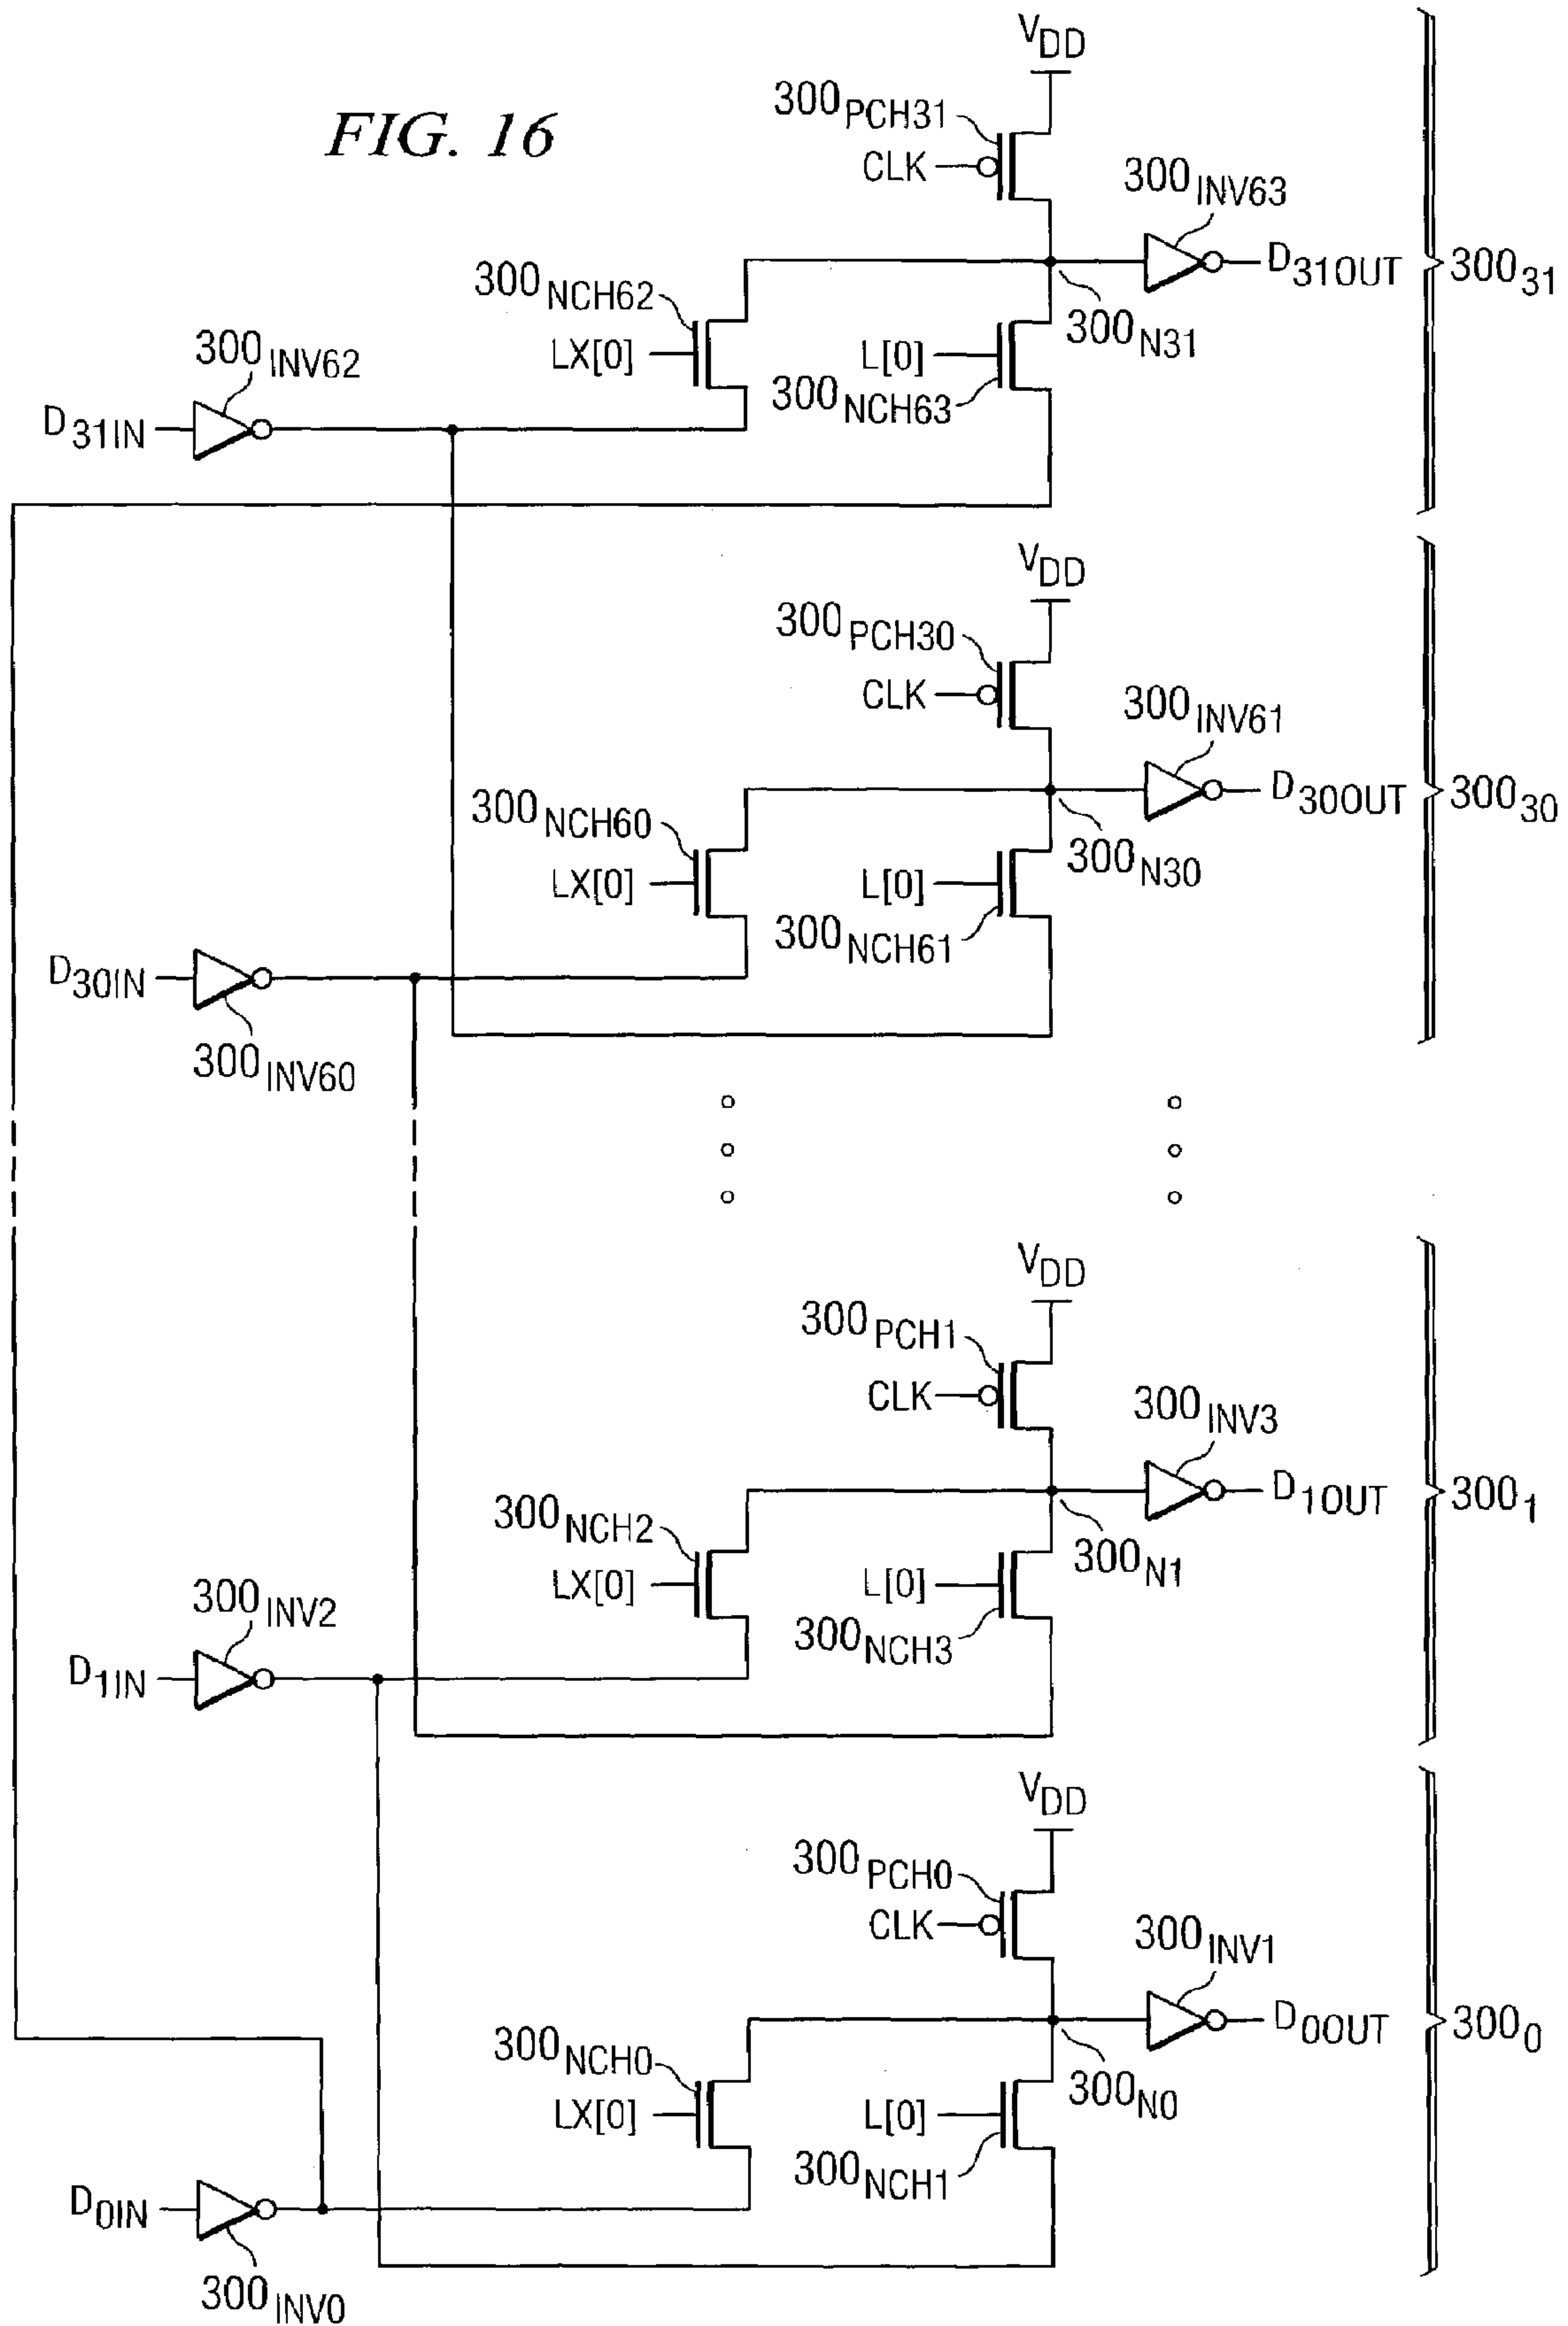 FIG. 16
VDD
300PCH31
CLK
300INV63
D31OUT
30031
300NCH62
LX[0]
L[0]
300N31
300NCH63
300INV62
D31IN
VDD
300PCH30
CLK
300INV61
D30OUT
30030
300NCH60
LX[0]
L[0]
300N30
300NCH61
D30IN
300INV60
VDD
300PCH1
CLK
300INV3
D1OUT
3001
300NCH2
LX[0]
L[0]
300N1
300NCH3
300INV2
D1IN
VDD
300PCH0
CLK
300INV1
D0OUT
3000
300NCH0
LX[0]
L[0]
300N0
300NCH1
D0IN
300INV0